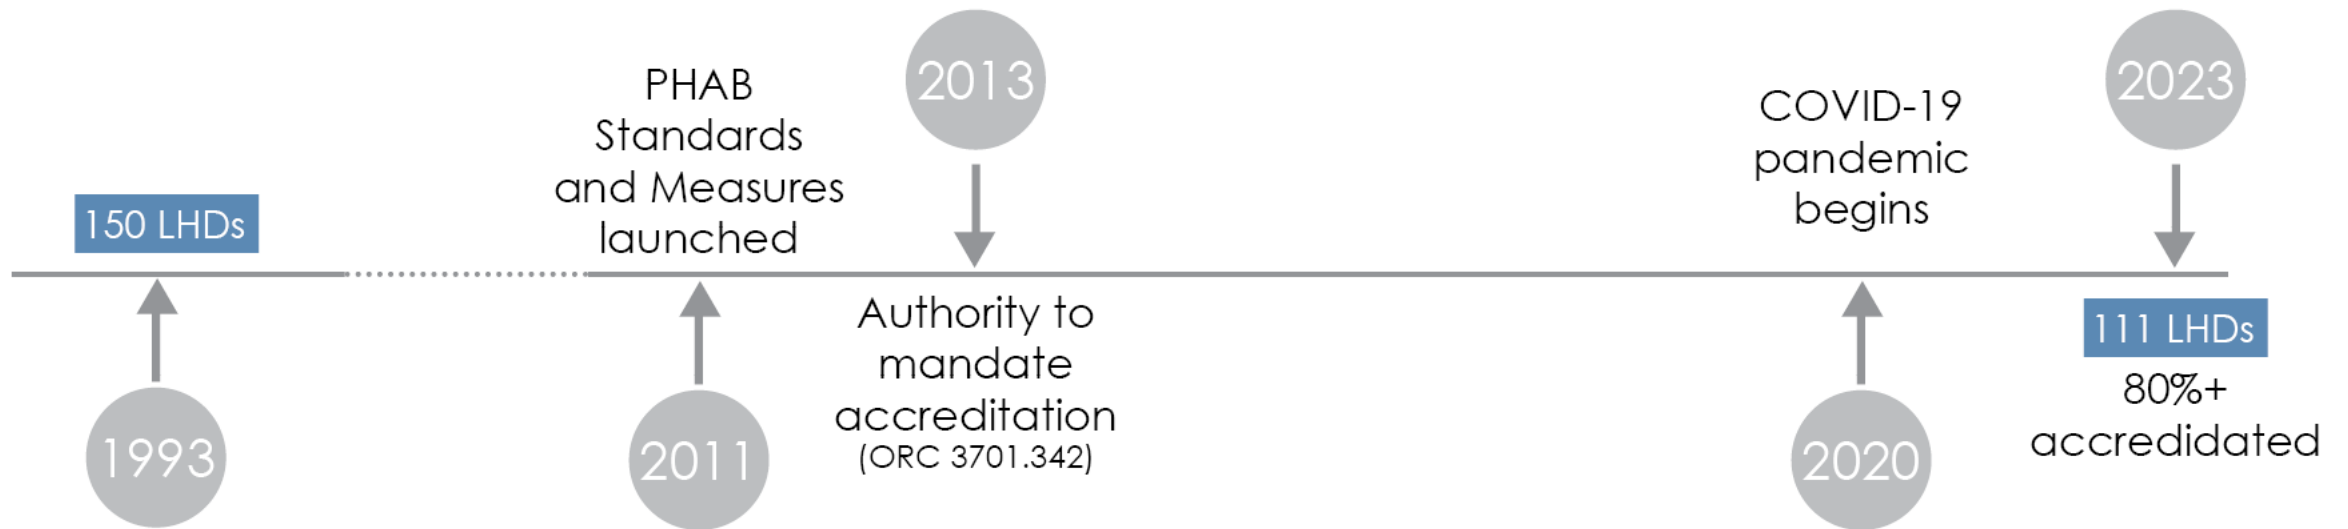 150 LHDs
1993
PHAB
Standards
and Measures
launched
2011
2013
Authority to
mandate
accreditation
(ORC 3701.342)
COVID-19
pandemic
begins
2020
2023
111 LHDs
80%+
accredidated